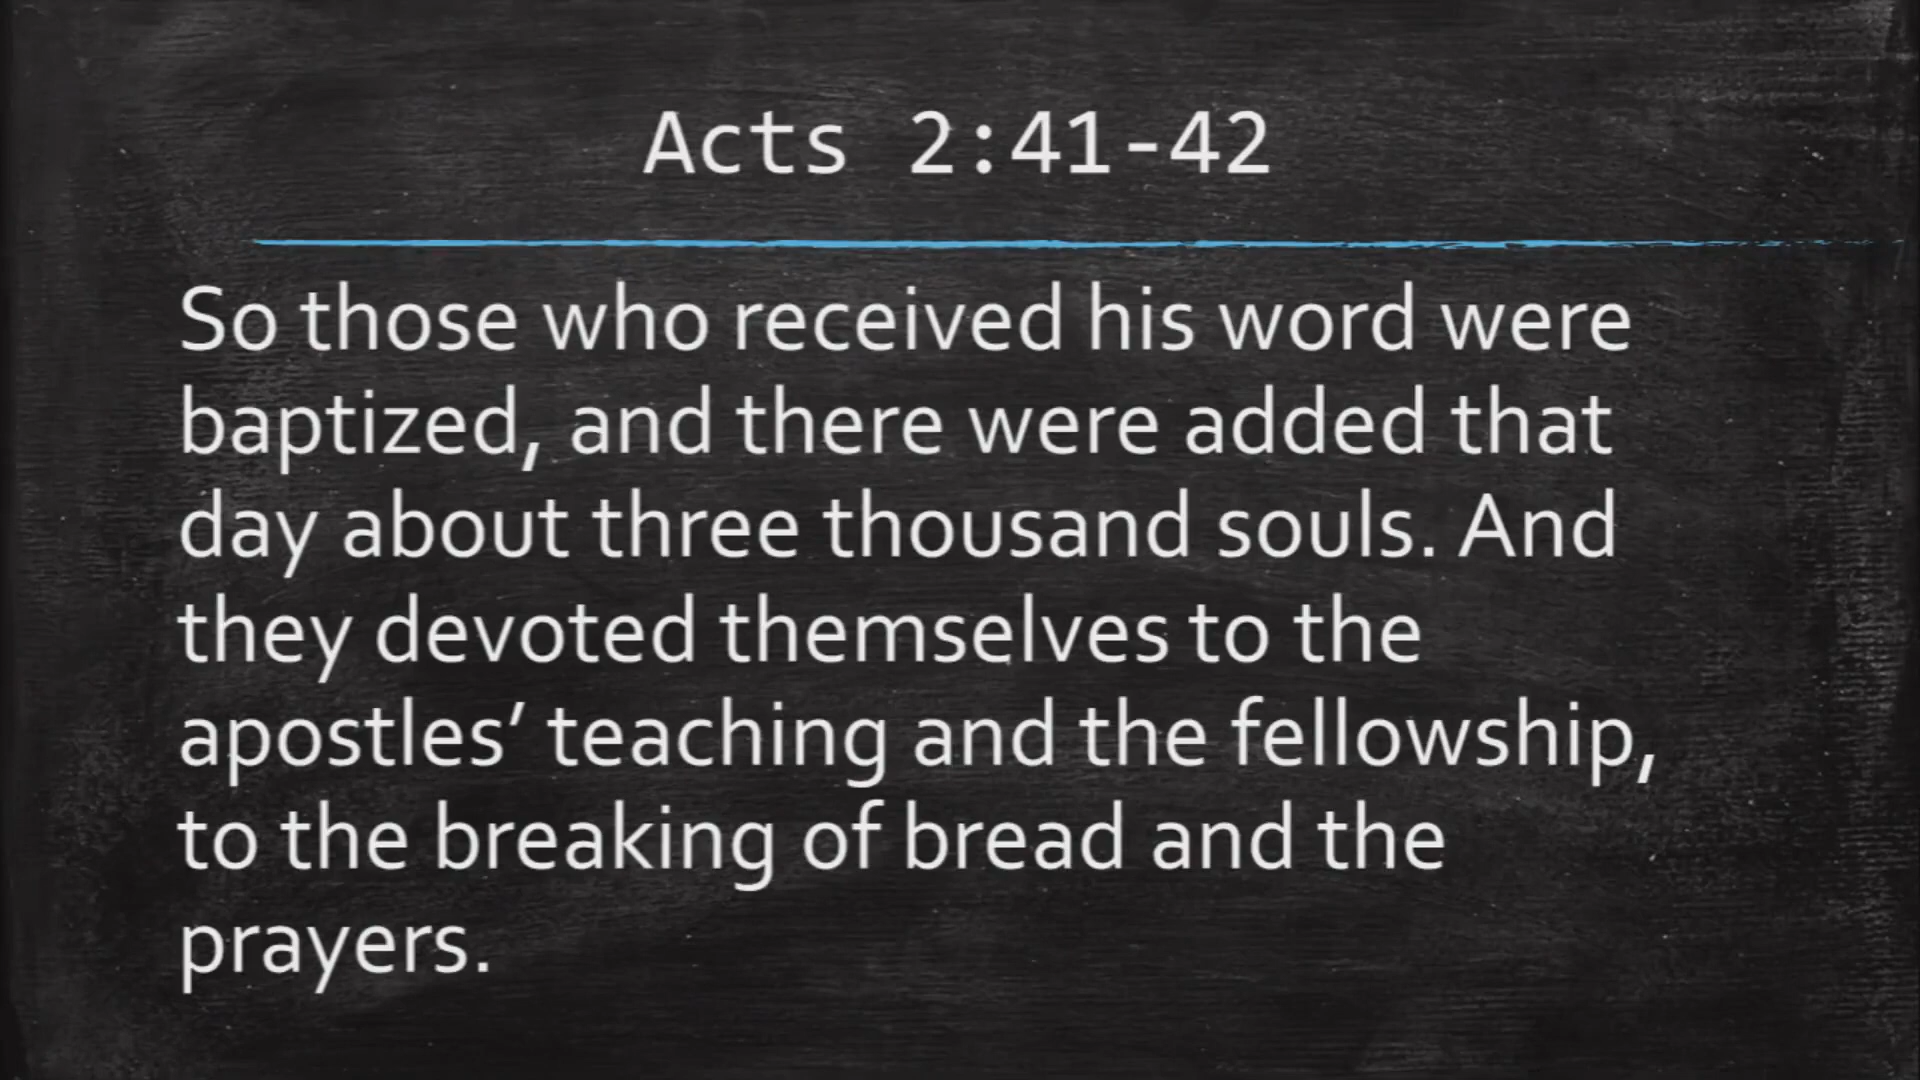 Acts 2:41-42
So those who received his word were
baptized, and there were added that
day about three thousand souls. And
they devoted themselves to the
apostles’ teaching and the fellowship,
to the breaking of bread and the
prayers.